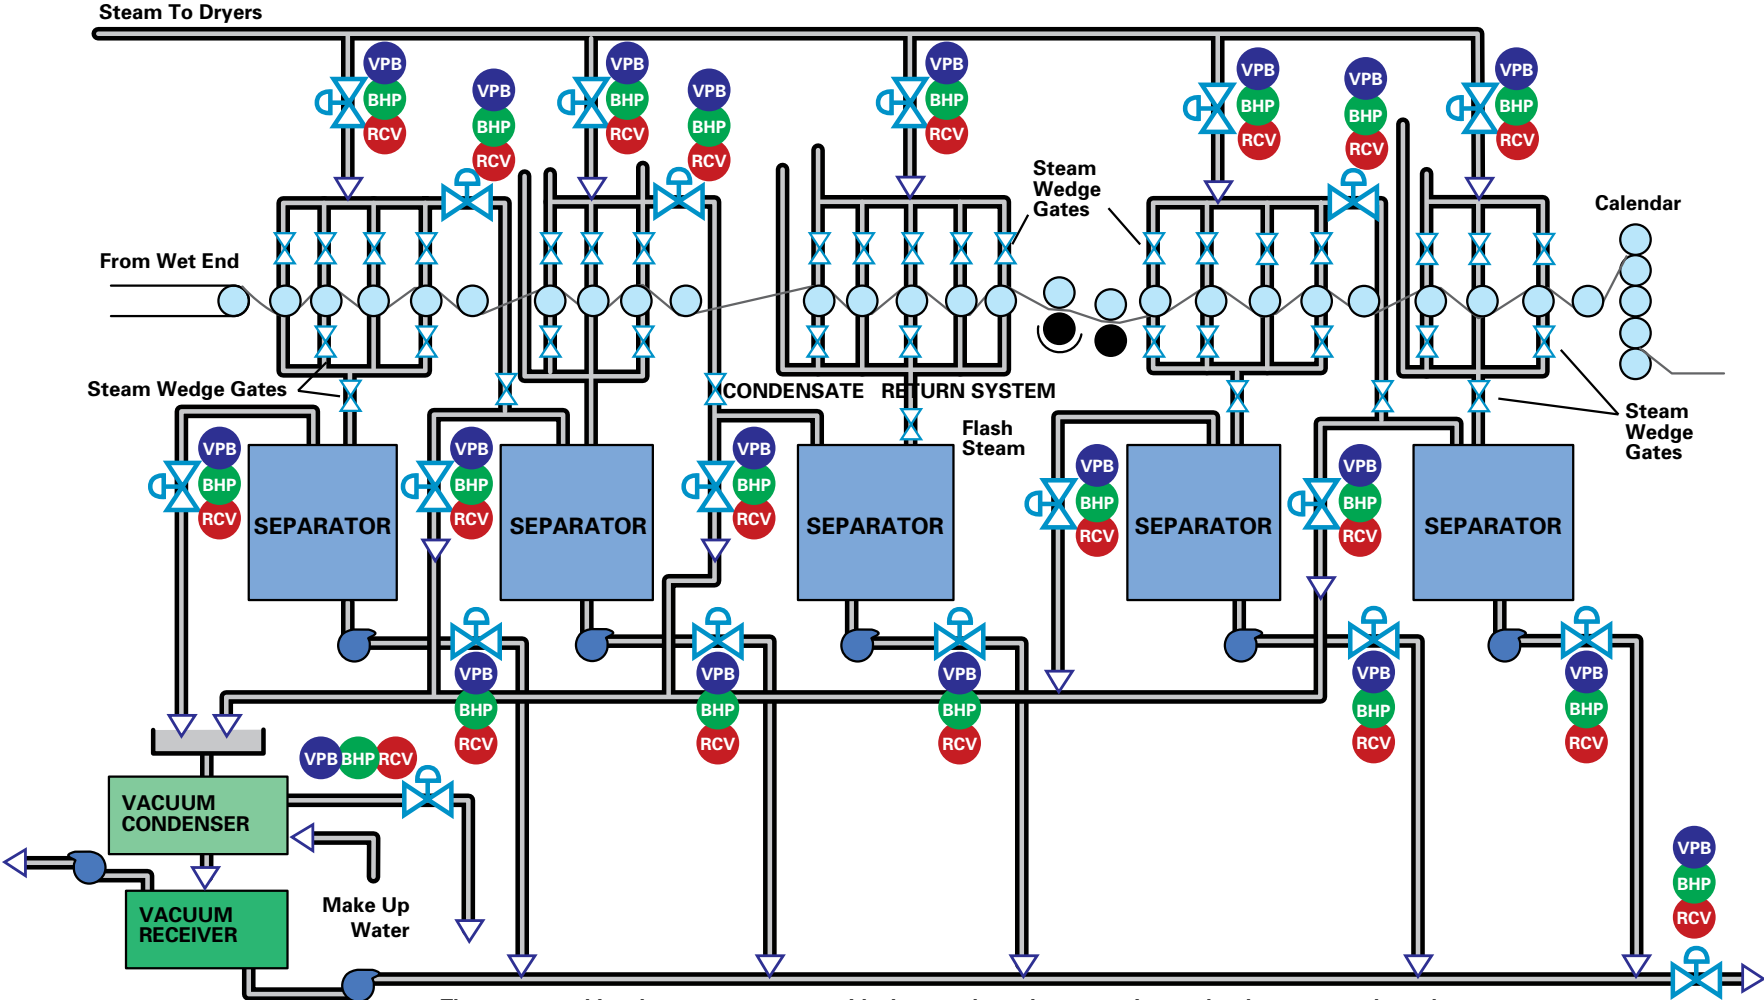 Steam To Dryers
VPB
BHP
RCV
VPB
BHP
RCV
VPB
BHP
RCV
VPB
BHP
RCV
VPB
BHP
RCV
VPB
BHP
RCV
VPB
BHP
RCV
VPB
BHP
RCV
Steam
Wedge
Gates
Calendar
From Wet End
Steam Wedge Gates
CONDENSATE RETURN SYSTEM
Flash
Steam
Steam
Wedge
Gates
VPB
BHP
RCV
VPB
BHP
RCV
VPB
BHP
RCV
VPB
BHP
RCV
VPB
BHP
RCV
SEPARATOR
SEPARATOR
SEPARATOR
SEPARATOR
SEPARATOR
VPB
BHP
RCV
VPB
BHP
RCV
VPB
BHP
RCV
VPB
BHP
RCV
VPB
BHP
RCV
VPB BHP RCV
VACUUM
CONDENSER
Make Up
Water
VACUUM
RECEIVER
VPB
BHP
RCV